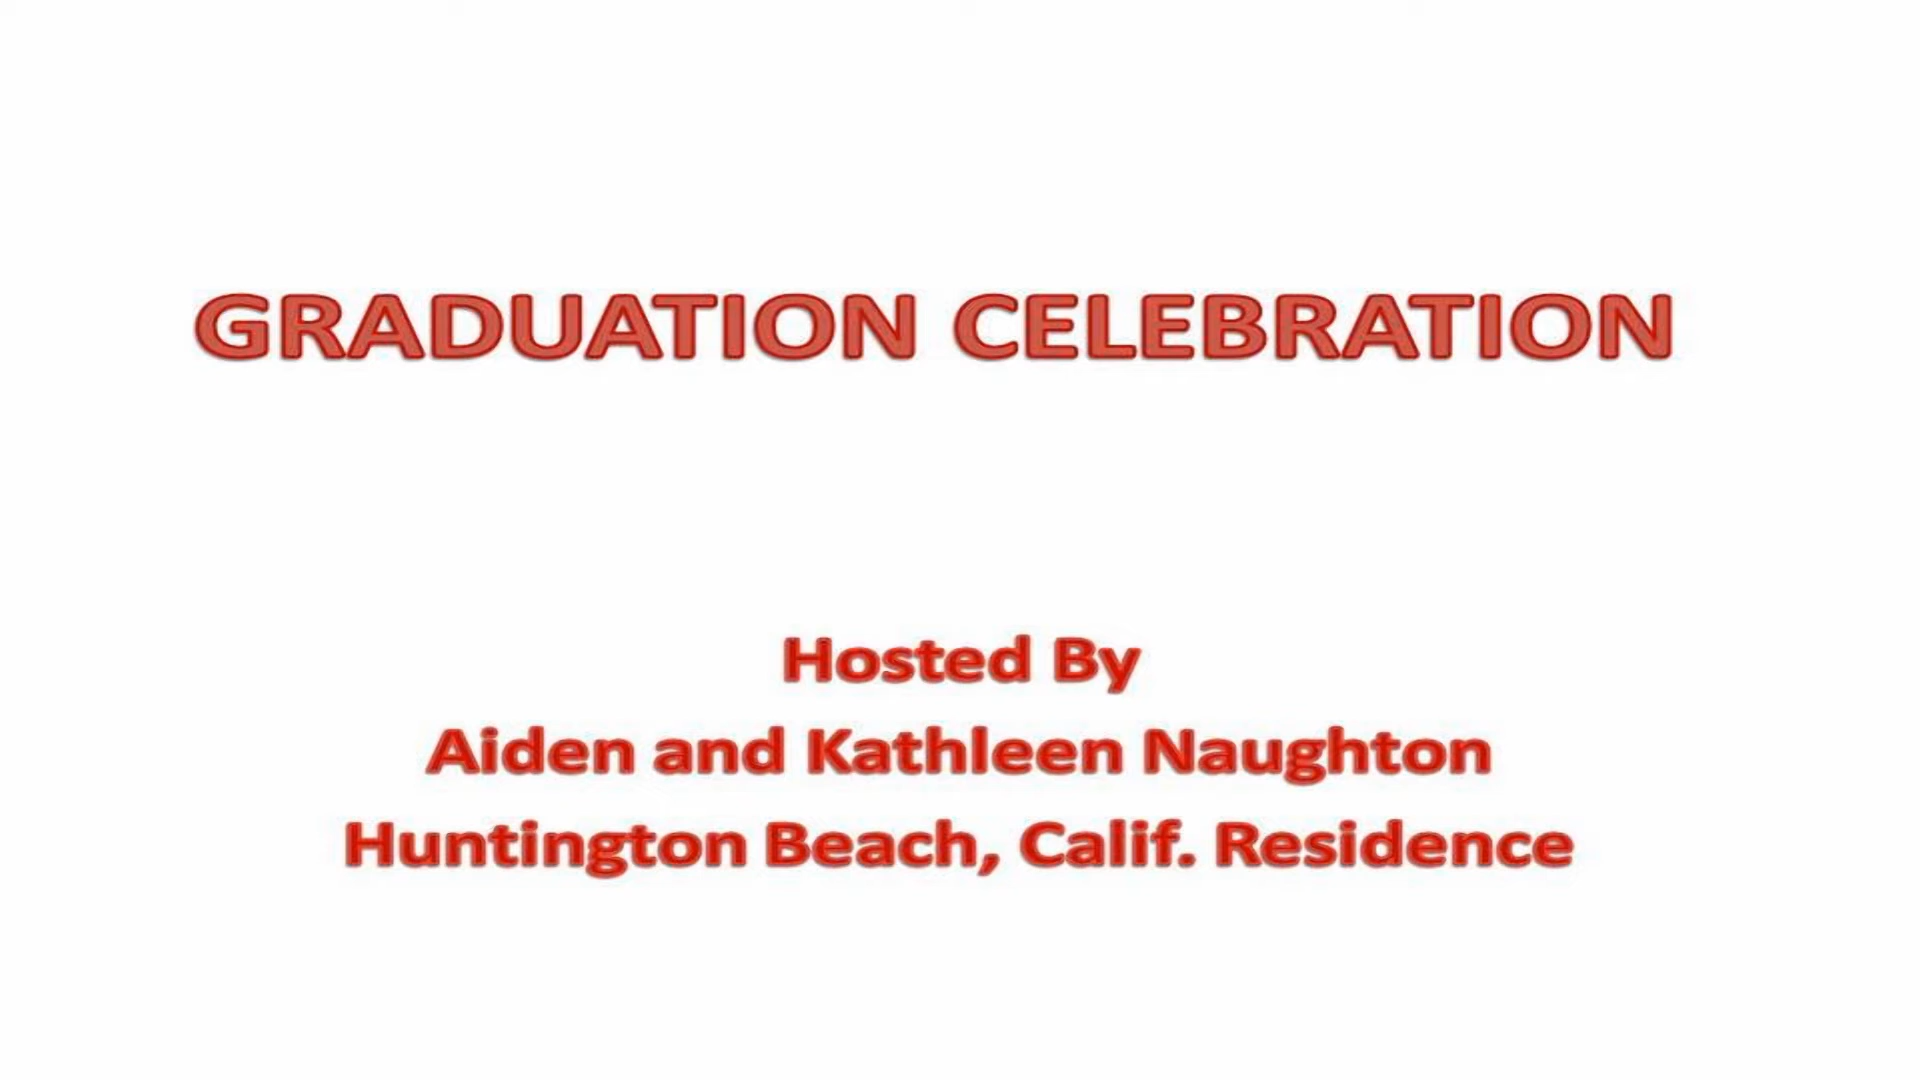 GRADUATION CELEBRATION
Hosted By
Aiden and Kathleen Naughton
Huntington Beach, Calif. Residence